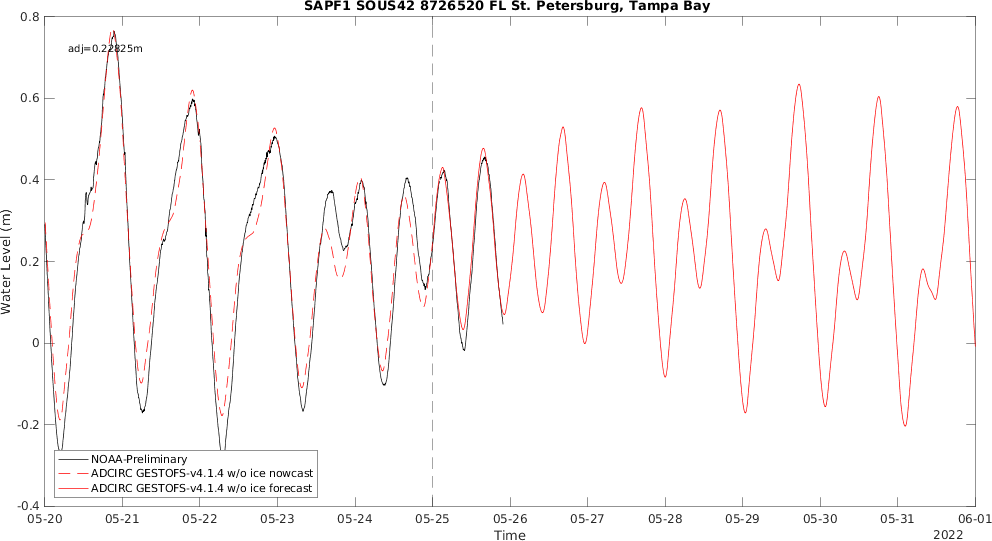 SAPF1 SOUS42 8726520 FL St. Petersburg, Tampa Bay
adj=0.22825m
Water Level (m)
0.8
0.6
0.4
0.2
0
-0.2
-0.4
NOAA-Preliminary
ADCIRC GESTOFS-v4.1.4 w/o ice nowcast
ADCIRC GESTOFS-v4.1.4 w/o ice forecast
05-20 05-21 05-22 05-23 05-24 05-25 05-26 05-27 05-28 05-29 05-30 05-31 06-01
Time
2022